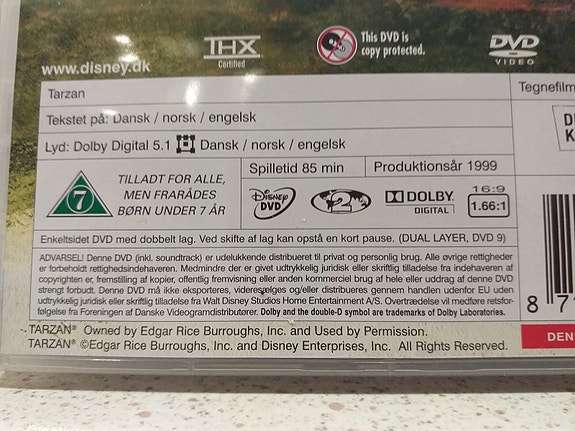 THX
Certified
This DVD is
copy protected.
DVD
VIDEO
www.disney.dk
Tarzan
Tegnefilm
Tekstet på: Dansk / norsk / engelsk
Lyd: Dolby Digital 5.1 Dansk / norsk / engelsk
7
TILLADT FOR ALLE,
MEN FRARÅDES
BØRN UNDER 7 ÅR
Spilletid 85 min
Produktionsår 1999
Disney
DVD
2
DOLBY
DIGITAL
16:9
1.66:1
Enkeltsidet DVD med dobbelt lag. Ved skifte af lag kan opstå en kort pause. (DUAL LAYER, DVD 9)
ADVARSEL! Denne DVD (inkl. soundtrack) er udelukkende distribueret til privat og personlig brug. Alle øvrige rettigheder
er forbeholdt rettighedsindehaveren. Medmindre der er givet udtrykkelig juridisk eller skriftlig tilladelse fra indehaveren af
copyrighten er, fremstilling af kopier, offentlig fremvisning eller anden kommerciel brug af hele eller uddrag af denne DVD
strengt forbudt. Denne DVD må ikke eksporteres, videresælges og/eller distribueres gennem handlen udenfor EU uden
udtrykkelig juridisk eller skriftlig tilladelse fra Walt Disney Studios Home Entertainment A/S. Overtrædelse vil medføre retsfor-
følgelse fra Foreningen af Danske Videogramdistributører. Dolby and the double-D symbol are trademarks of Dolby Laboratories.
8 7
TARZAN® Owned by Edgar Rice Burroughs, Inc. and Used by Permission.
TARZAN® ©Edgar Rice Burroughs, Inc. and Disney Enterprises, Inc. All Rights Reserved.
DEN